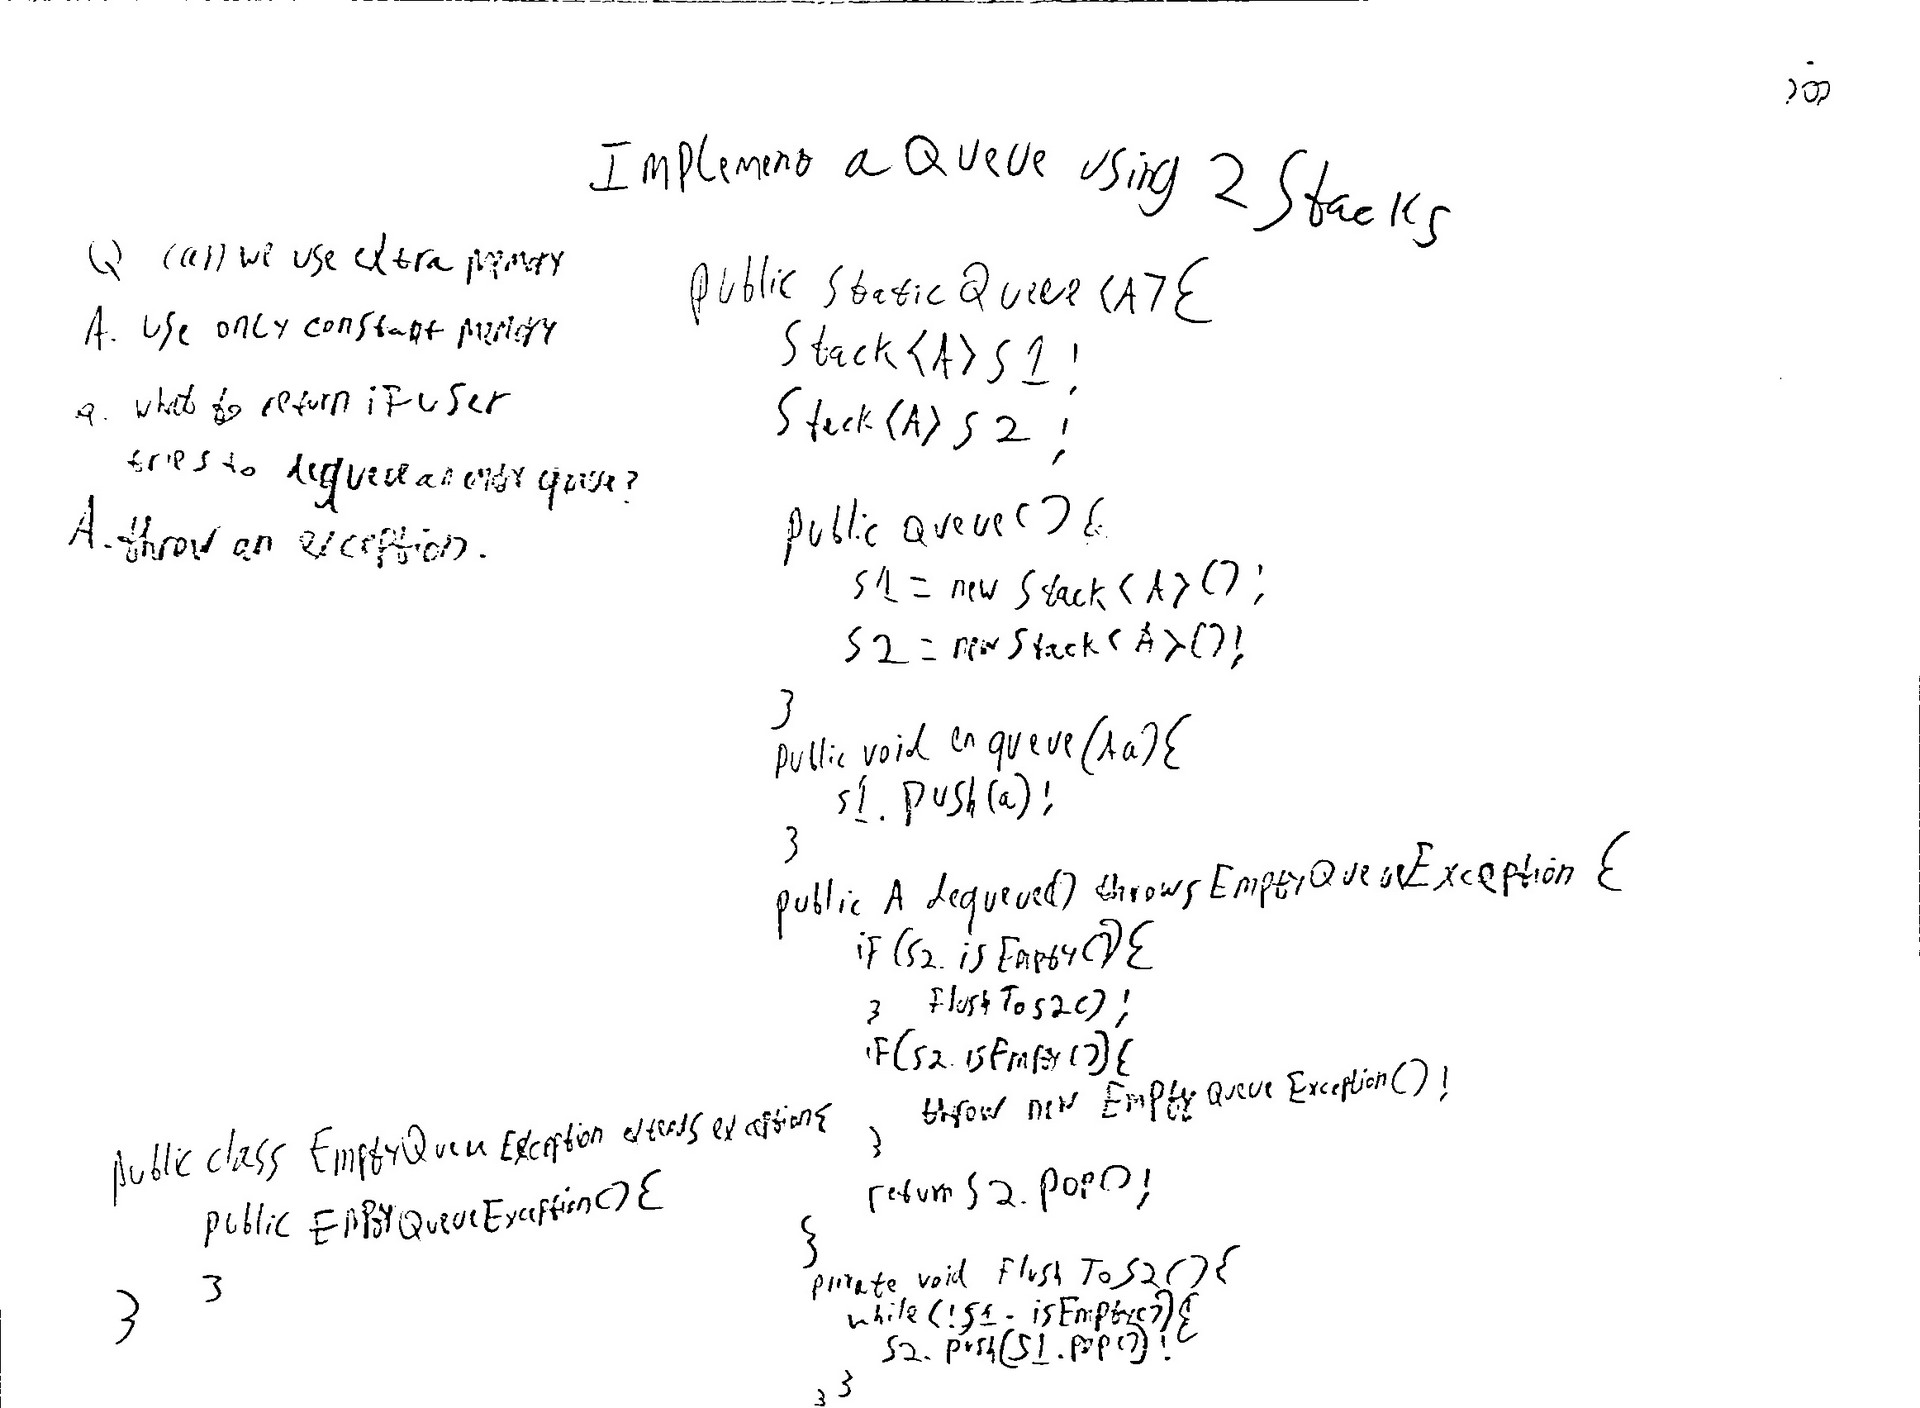 Implement a Queue using 2 Stacks
Q Can we use extra memory
A. use only constant memory
Q. what to return if user
tries to dequeue an empty queue?
A. throw an exception.
public static Queue <A> {
Stack <A> s1;
Stack <A> s2;
public Queue() {
s1 = new Stack <A> ();
s2 = new Stack <A> ();
}
public void enqueue(A a) {
s1.push(a);
}
public A dequeue() throws EmptyQueueException {
if (s2.isEmpty()) {
flushToS2();
}
if (s2.isEmpty()) {
throw new EmptyQueueException();
}
return s2.pop();
}
private void flushToS2() {
while (!s1.isEmpty()) {
s2.push(s1.pop());
}
}
public class EmptyQueueException extends exception {
public EmptyQueueException() {
}
}